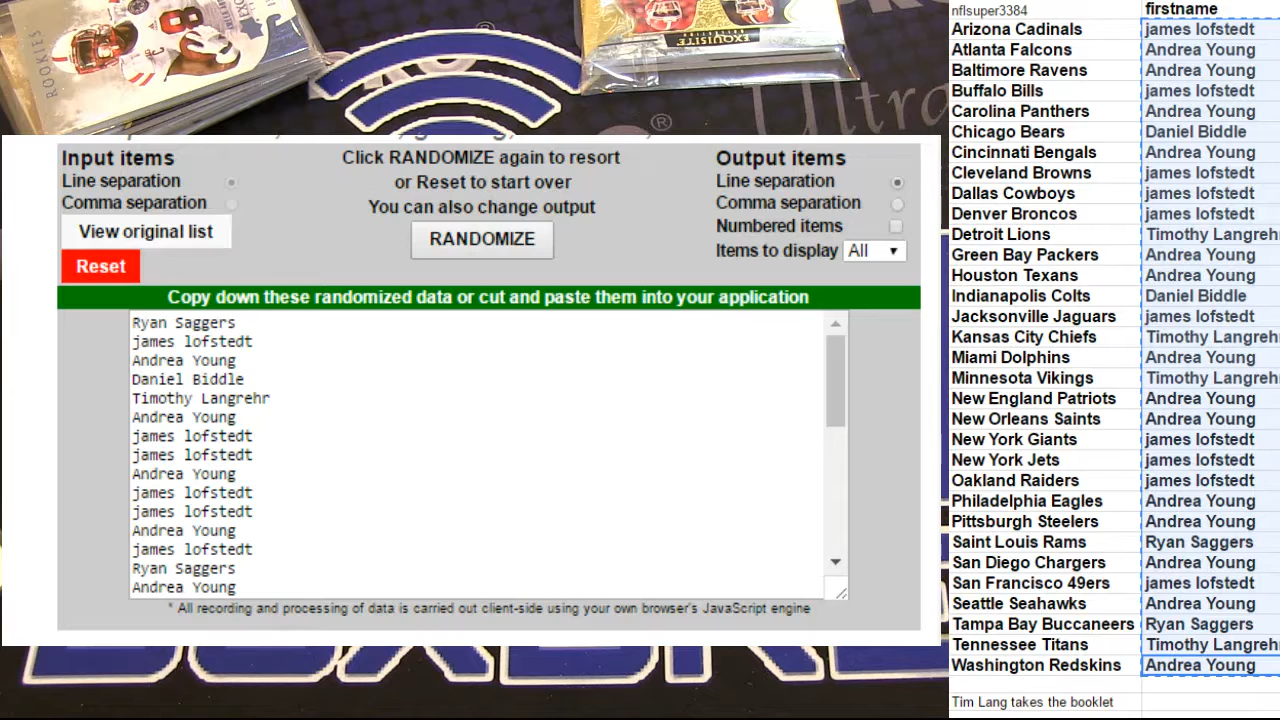 ROOKIES
EXQUISITE
Ultra
®
Input items
Line separation
Comma separation
View original list
Reset
Click RANDOMIZE again to resort
or Reset to start over
You can also change output
RANDOMIZE
Output items
Line separation
Comma separation
Numbered items
Items to display All
Copy down these randomized data or cut and paste them into your application
Ryan Saggers
james lofstedt
Andrea Young
Daniel Biddle
Timothy Langrehr
Andrea Young
james lofstedt
james lofstedt
Andrea Young
james lofstedt
james lofstedt
Andrea Young
james lofstedt
Ryan Saggers
Andrea Young
* All recording and processing of data is carried out client-side using your own browser's JavaScript engine
nflsuper3384 firstname
Arizona Cadinals james lofstedt
Atlanta Falcons Andrea Young
Baltimore Ravens Andrea Young
Buffalo Bills james lofstedt
Carolina Panthers Andrea Young
Chicago Bears Daniel Biddle
Cincinnati Bengals Andrea Young
Cleveland Browns james lofstedt
Dallas Cowboys james lofstedt
Denver Broncos james lofstedt
Detroit Lions Timothy Langrehr
Green Bay Packers Andrea Young
Houston Texans Andrea Young
Indianapolis Colts Daniel Biddle
Jacksonville Jaguars james lofstedt
Kansas City Chiefs Timothy Langrehr
Miami Dolphins Andrea Young
Minnesota Vikings Timothy Langrehr
New England Patriots Andrea Young
New Orleans Saints Andrea Young
New York Giants james lofstedt
New York Jets james lofstedt
Oakland Raiders james lofstedt
Philadelphia Eagles Andrea Young
Pittsburgh Steelers Andrea Young
Saint Louis Rams Ryan Saggers
San Diego Chargers Andrea Young
San Francisco 49ers james lofstedt
Seattle Seahawks Andrea Young
Tampa Bay Buccaneers Ryan Saggers
Tennessee Titans Timothy Langrehr
Washington Redskins Andrea Young
Tim Lang takes the booklet